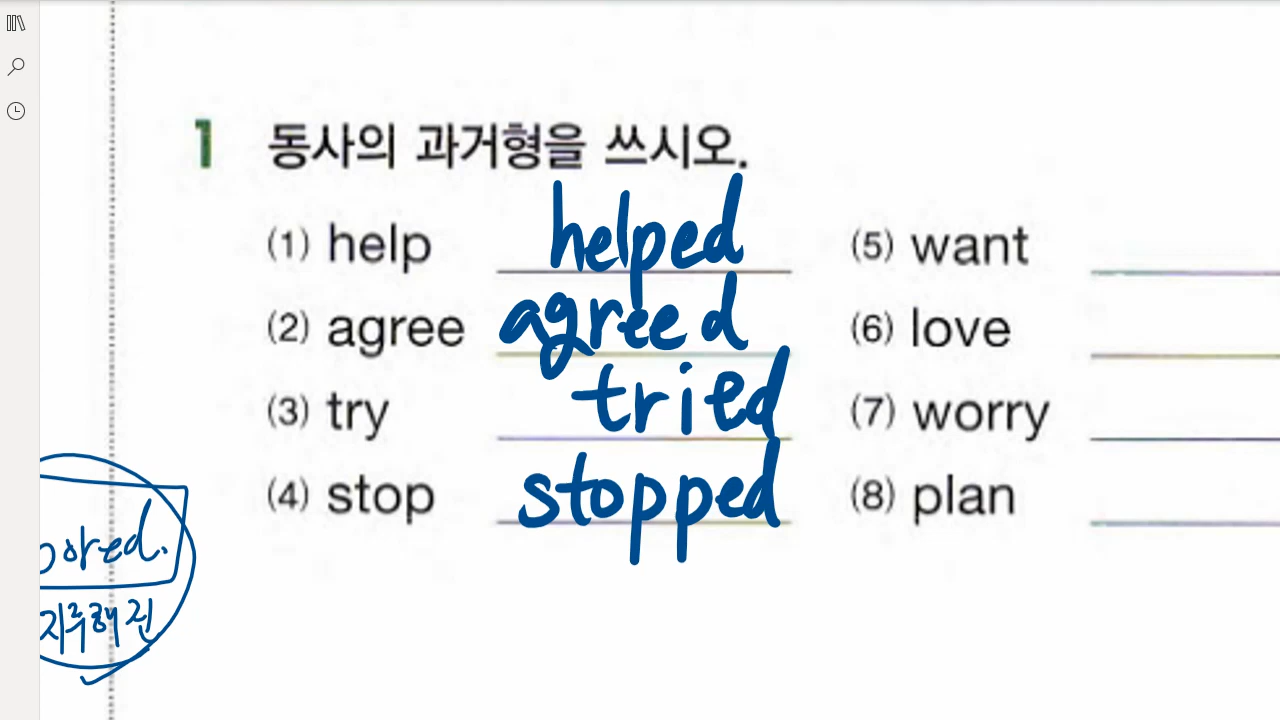 1 동사의 과거형을 쓰시오.
(1) help helped (5) want
(2) agree agreed (6) love
(3) try tried (7) worry
(4) stop stopped (8) plan
bored.
지루해진